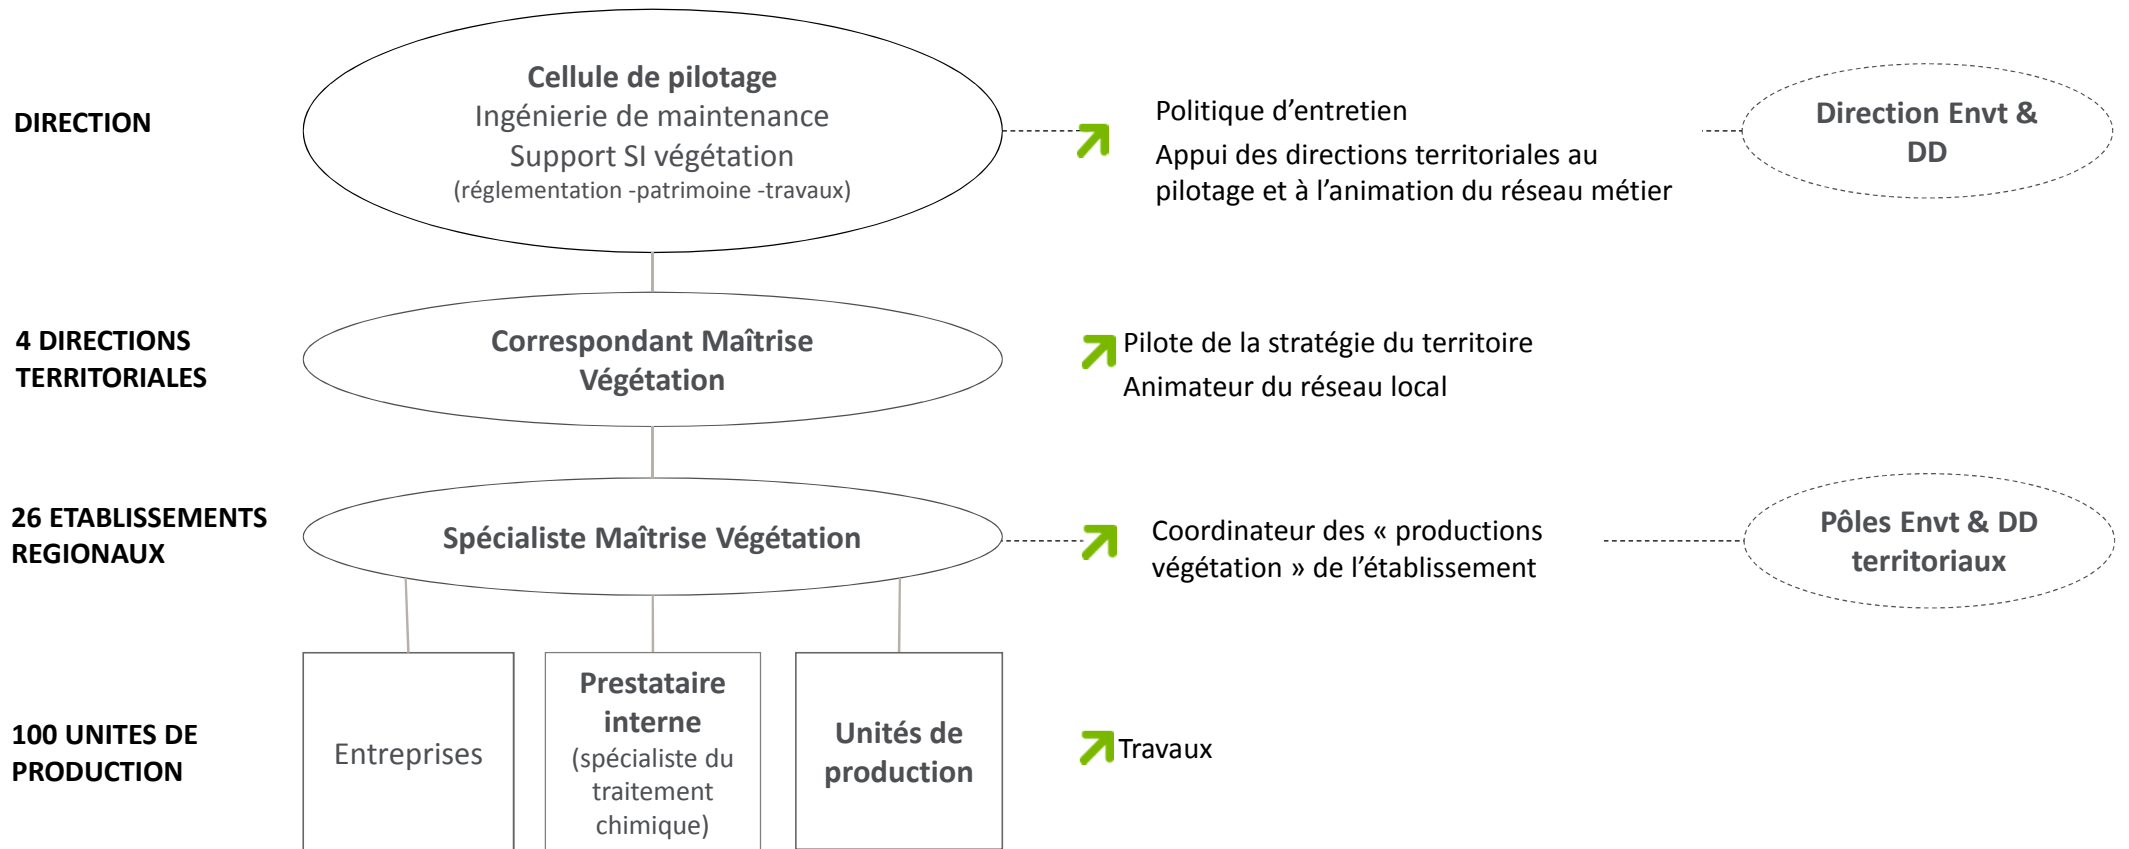 DIRECTION
Cellule de pilotage
Ingénierie de maintenance
Support SI végétation
(réglementation -patrimoine -travaux)
Politique d’entretien
Appui des directions territoriales au
pilotage et à l’animation du réseau métier
Direction Envt &
DD
4 DIRECTIONS
TERRITORIALES
Correspondant Maîtrise
Végétation
Pilote de la stratégie du territoire
Animateur du réseau local
26 ETABLISSEMENTS
REGIONAUX
Spécialiste Maîtrise Végétation
Coordinateur des « productions
végétation » de l’établissement
Pôles Envt & DD
territoriaux
100 UNITES DE
PRODUCTION
Entreprises
Prestataire
interne
(spécialiste du
traitement
chimique)
Unités de
production
Travaux